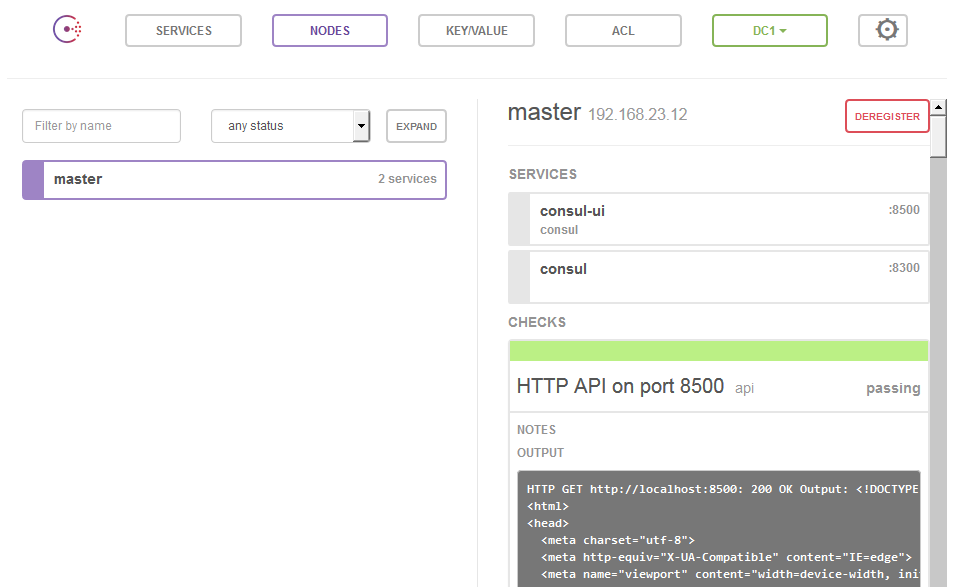 SERVICES
NODES
KEY/VALUE
ACL
DC1
Filter by name
any status
EXPAND
master
2 services
master 192.168.23.12
DEREGISTER
SERVICES
consul-ui :8500
consul
consul :8300
CHECKS
HTTP API on port 8500 api passing
NOTES
OUTPUT
HTTP GET http://localhost:8500: 200 OK Output: <!DOCTYPE
<html>
<head>
<meta charset="utf-8">
<meta http-equiv="X-UA-Compatible" content="IE=edge">
<meta name="viewport" content="width=device-width, ini